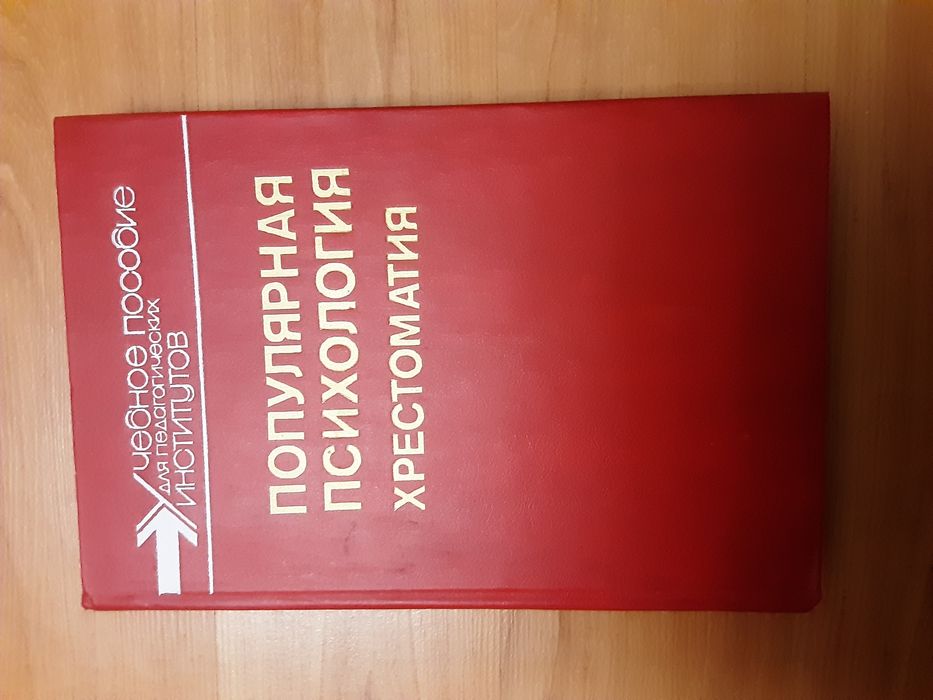 Учебное пособие
для педагогических
ИНСТИТУТОВ
ПОПУЛЯРНАЯ
ПСИХОЛОГИЯ
ХРЕСТОМАТИЯ